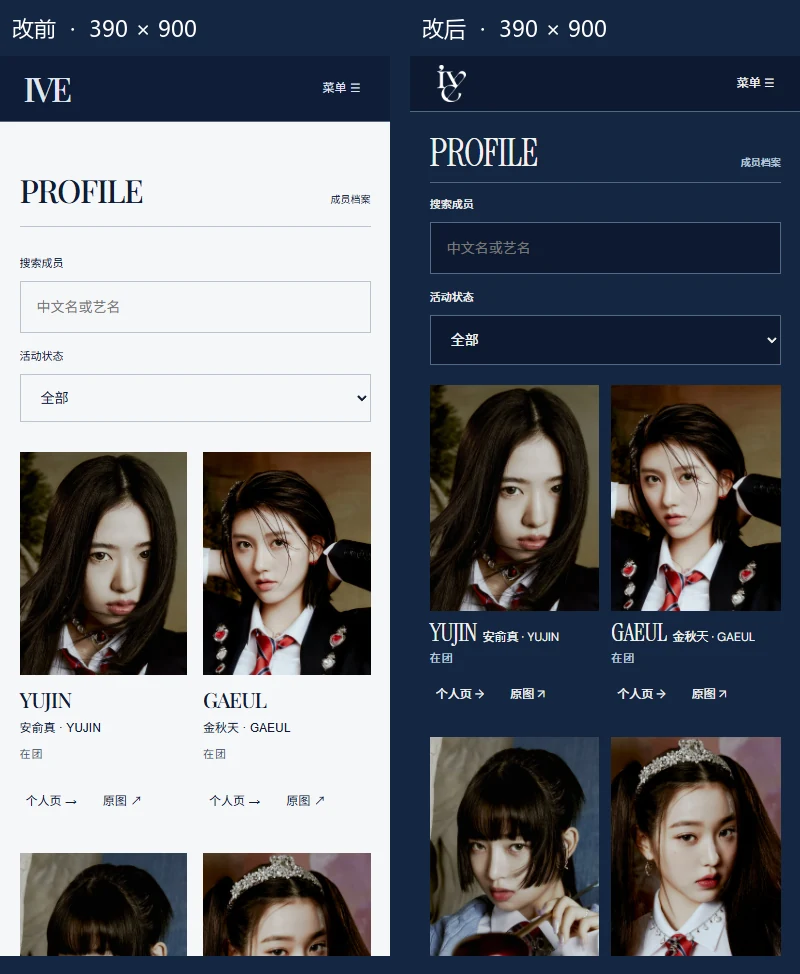 改前 · 390 × 900
IVE
菜单 ☰
PROFILE
成员档案
搜索成员
中文名或艺名
活动状态
全部
YUJIN
安俞真 · YUJIN
在团
个人页 → 原图 ↗
GAEUL
金秋天 · GAEUL
在团
个人页 → 原图 ↗
改后 · 390 × 900
ive
菜单 ☰
PROFILE
成员档案
搜索成员
中文名或艺名
活动状态
全部
YUJIN 安俞真 · YUJIN
在团
个人页 → 原图 ↗
GAEUL 金秋天 · GAEUL
在团
个人页 → 原图 ↗